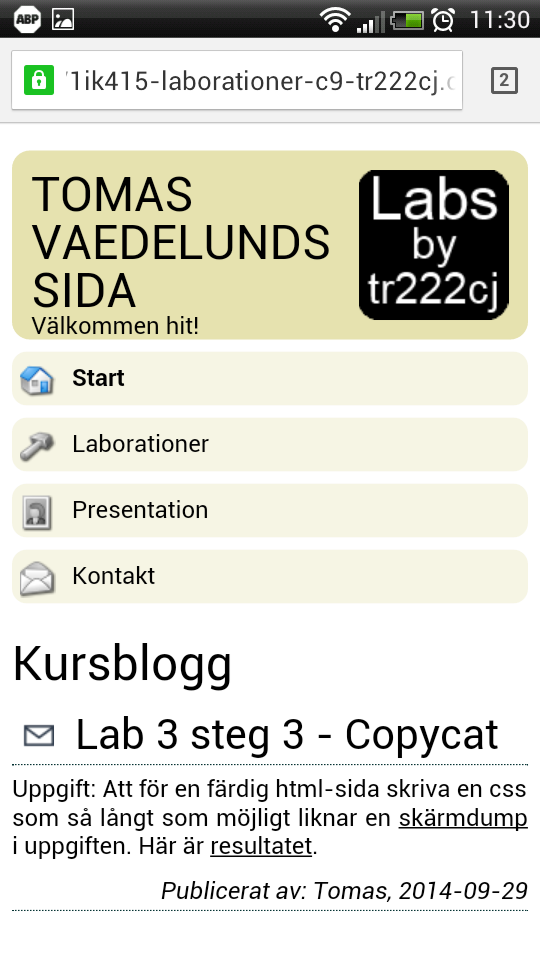 ABP
11:30
1ik415-laborationer-c9-tr222cj.c
2
TOMAS
VAEDELUNDS
SIDA
Välkommen hit!
Labs
by
tr222cj
Start
Laborationer
Presentation
Kontakt
Kursblogg
Lab 3 steg 3 - Copycat
Uppgift: Att för en färdig html-sida skriva en css
som så långt som möjligt liknar en skärmdump
i uppgiften. Här är resultatet.
Publicerat av: Tomas, 2014-09-29